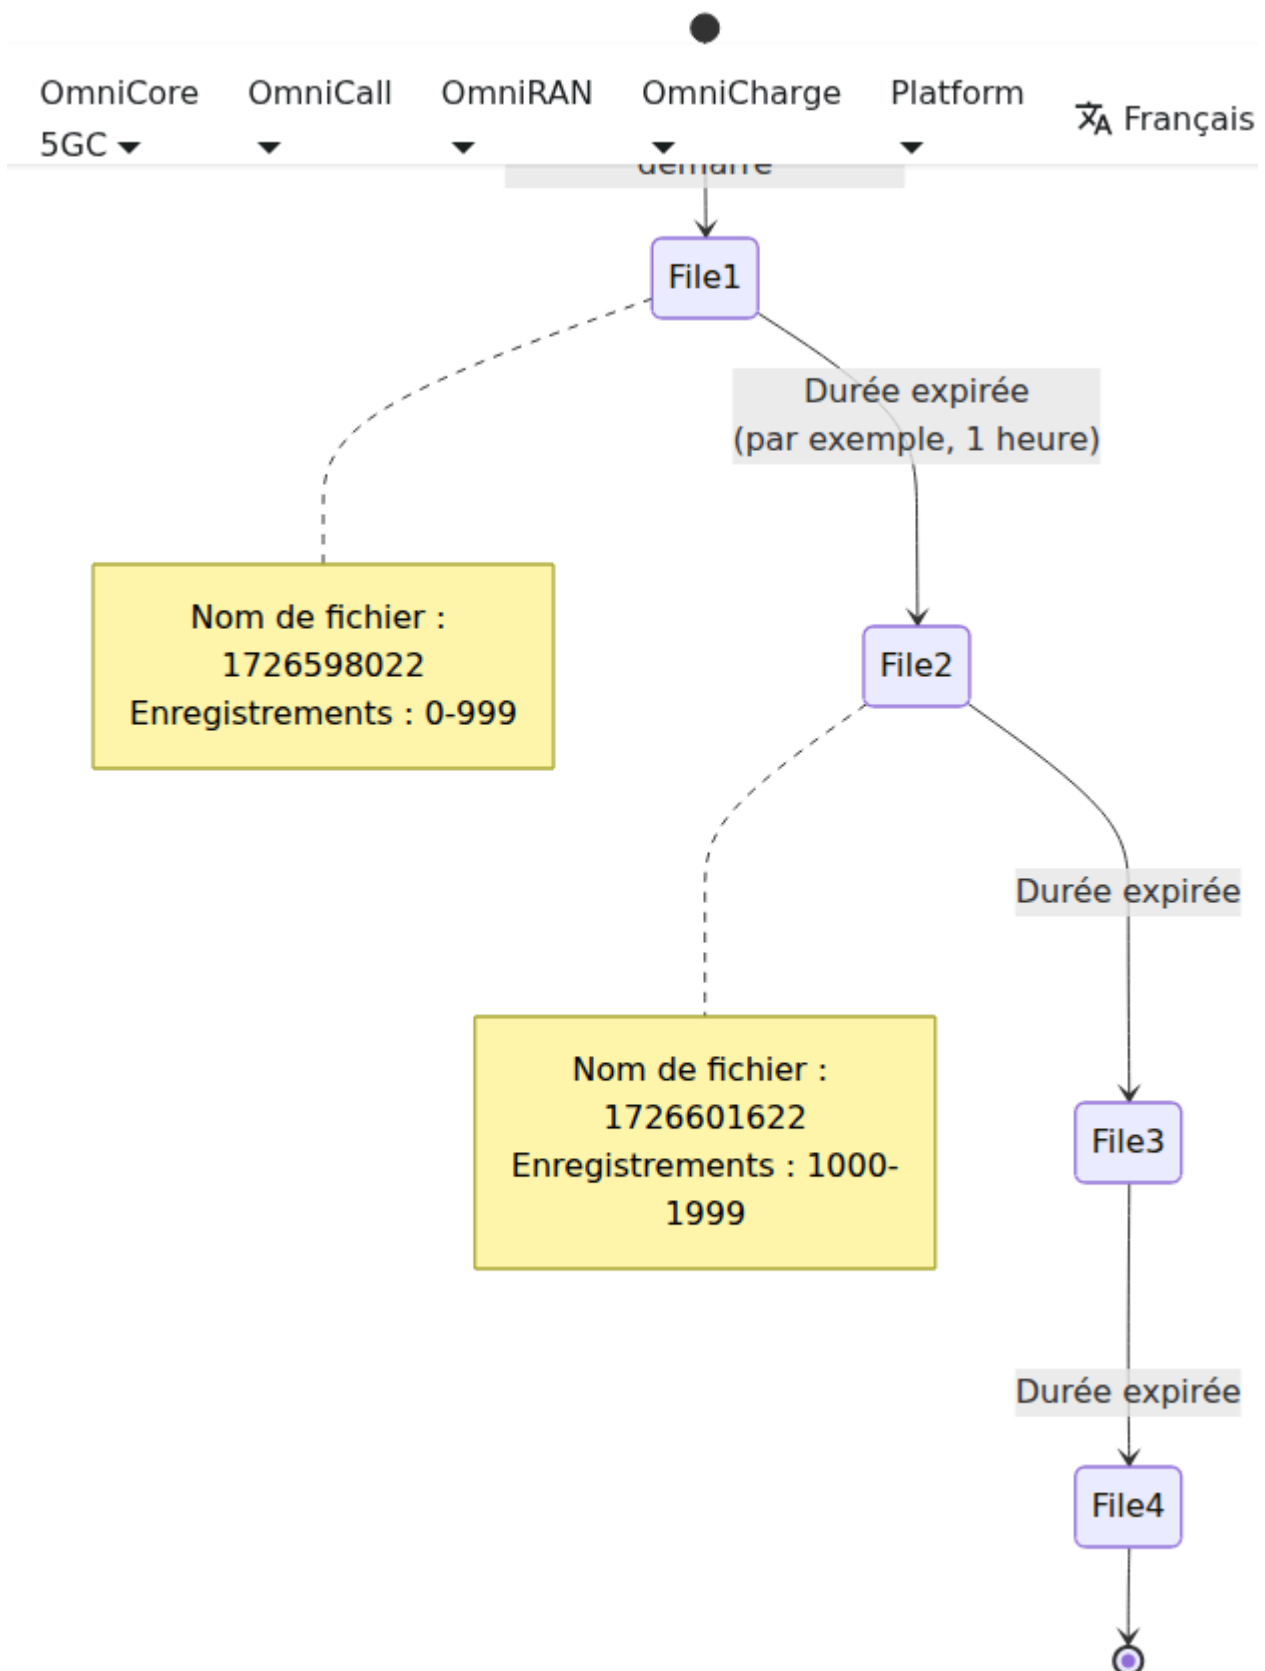 OmniCore OmniCall OmniRAN OmniCharge Platform Français
5GC
démarre
File1
Durée expirée
(par exemple, 1 heure)
Nom de fichier :
1726598022
Enregistrements : 0-999
File2
Durée expirée
Nom de fichier :
1726601622
Enregistrements : 1000-
1999
File3
Durée expirée
File4